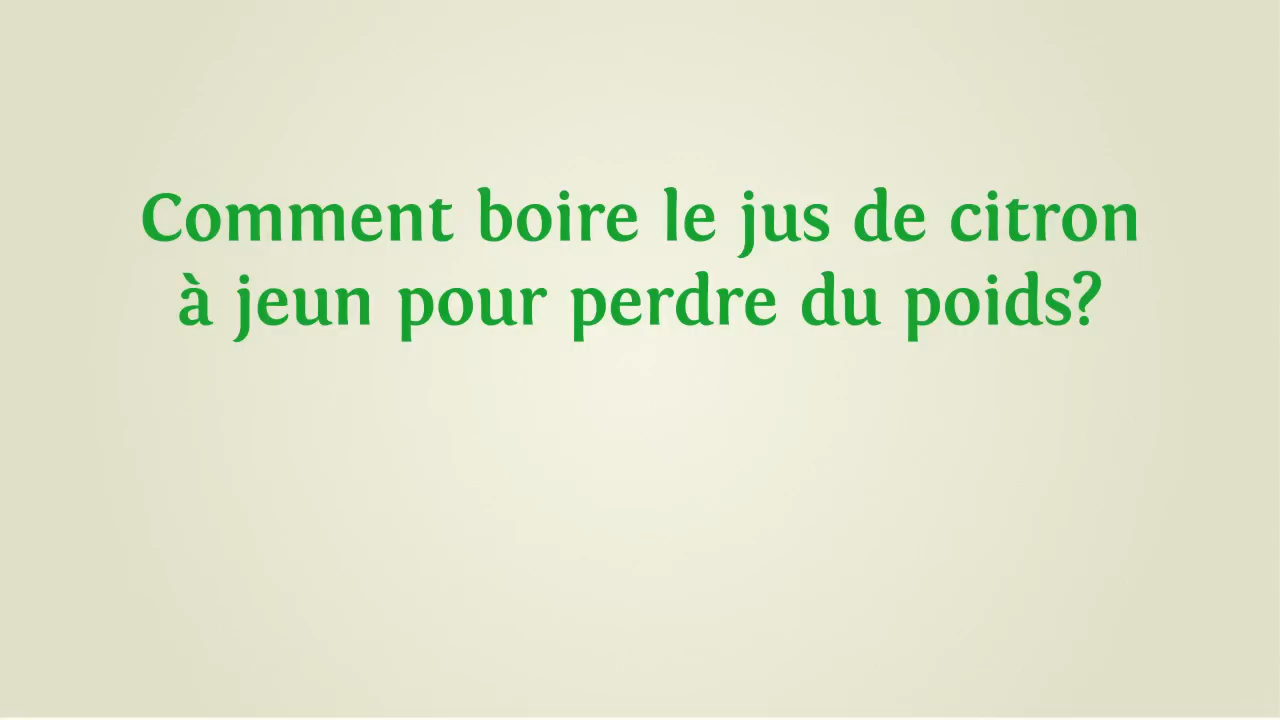 Comment boire le jus de citron
à jeun pour perdre du poids?